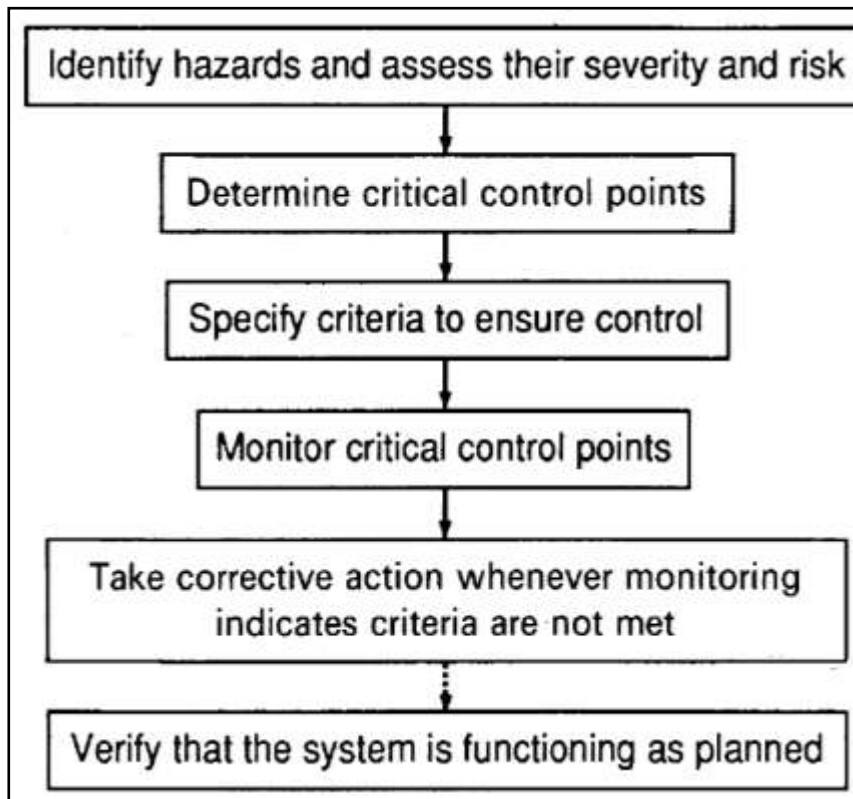 Identify hazards and assess their severity and risk
Determine critical control points
Specify criteria to ensure control
Monitor critical control points
Take corrective action whenever monitoring
indicates criteria are not met
Verify that the system is functioning as planned